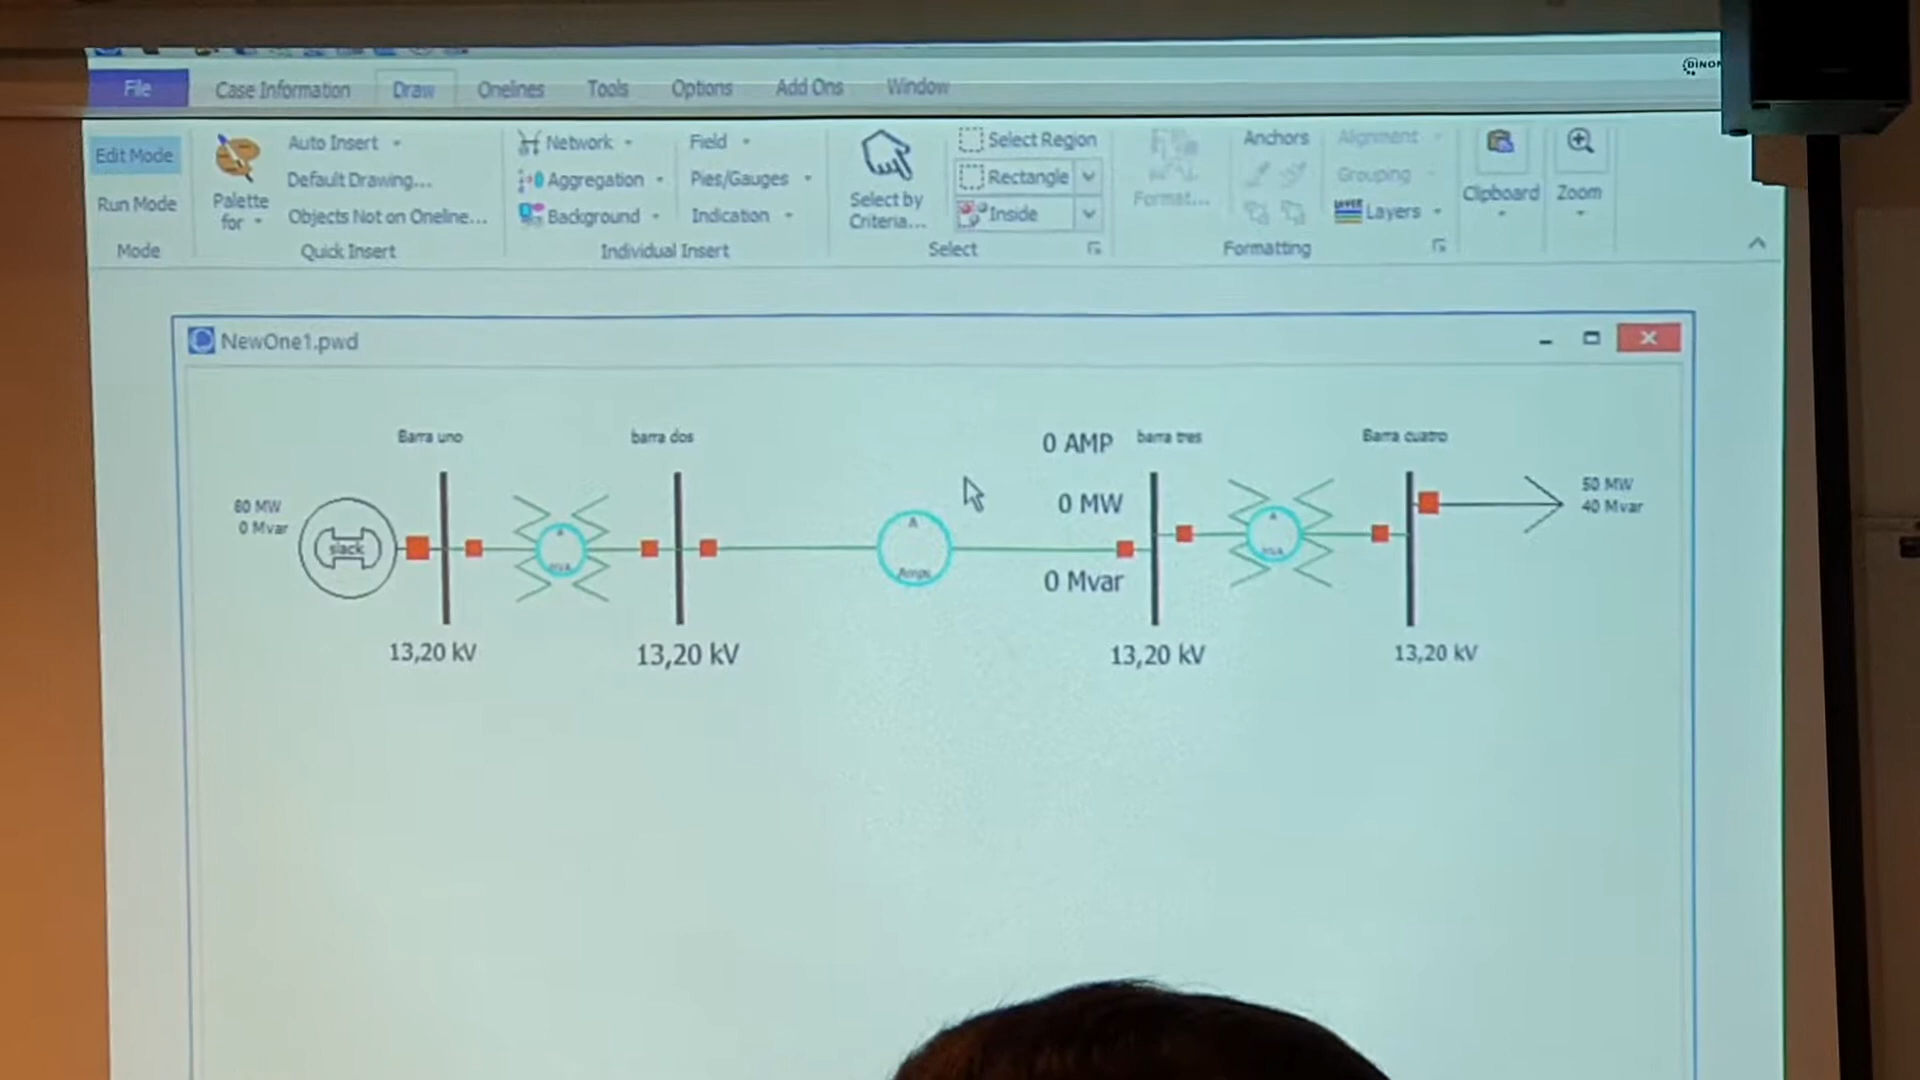 File Case Information Draw Onelines Tools Options Add Ons Window
Edit Mode
Run Mode
Mode
Palette
for
Auto Insert
Default Drawing...
Objects Not on Oneline...
Quick Insert
Network
Aggregation
Background
Field
Pies/Gauges
Indication
Individual Insert
Select by
Criteria...
Select Region
Rectangle
Inside
Select
Format...
Anchors
Alignment
Grouping
Layers
Formatting
Clipboard
Zoom
NewOne1.pwd
Barra uno
barra dos
0 AMP
barra tres
Barra cuatro
0 Mvar
slack
A
Amps
0 MW
0 Mvar
50 MW
40 Mvar
13,20 kV
13,20 kV
13,20 kV
13,20 kV